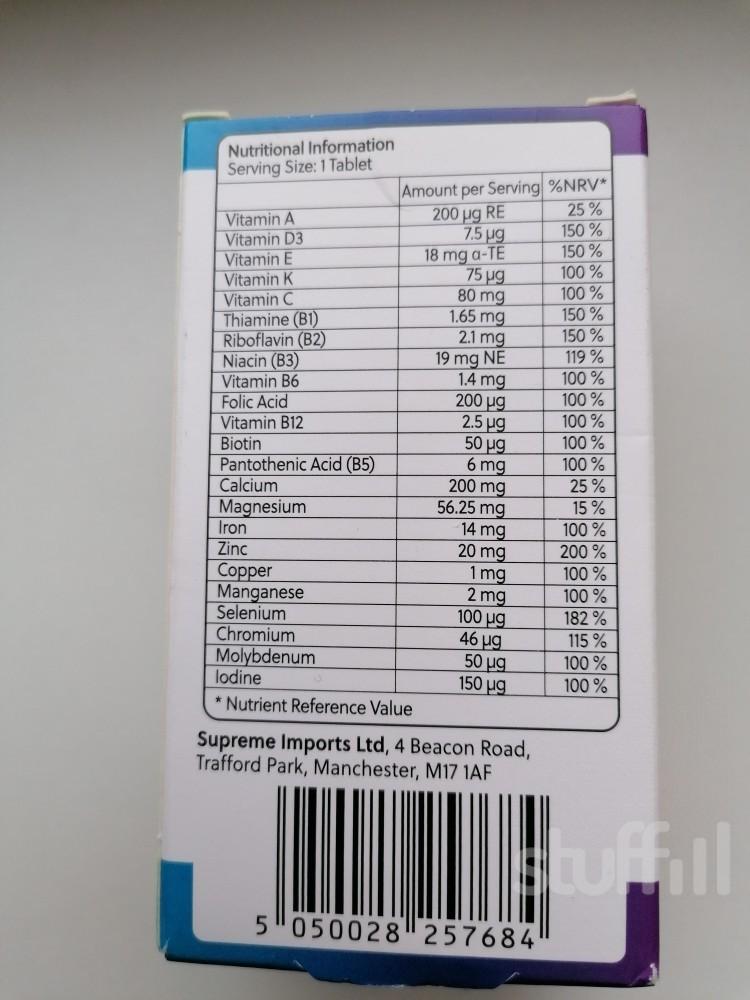 Nutritional Information
Serving Size: 1 Tablet
Amount per Serving %NRV*
Vitamin A 200 µg RE 25 %
Vitamin D3 7.5 µg 150 %
Vitamin E 18 mg α-TE 150 %
Vitamin K 75 µg 100 %
Vitamin C 80 mg 100 %
Thiamine (B1) 1.65 mg 150 %
Riboflavin (B2) 2.1 mg 150 %
Niacin (B3) 19 mg NE 119 %
Vitamin B6 1.4 mg 100 %
Folic Acid 200 µg 100 %
Vitamin B12 2.5 µg 100 %
Biotin 50 µg 100 %
Pantothenic Acid (B5) 6 mg 100 %
Calcium 200 mg 25 %
Magnesium 56.25 mg 15 %
Iron 14 mg 100 %
Zinc 20 mg 200 %
Copper 1 mg 100 %
Manganese 2 mg 100 %
Selenium 100 µg 182 %
Chromium 46 µg 115 %
Molybdenum 50 µg 100 %
Iodine 150 µg 100 %
* Nutrient Reference Value
Supreme Imports Ltd, 4 Beacon Road,
Trafford Park, Manchester, M17 1AF
5 050028 257684
stuff.ill